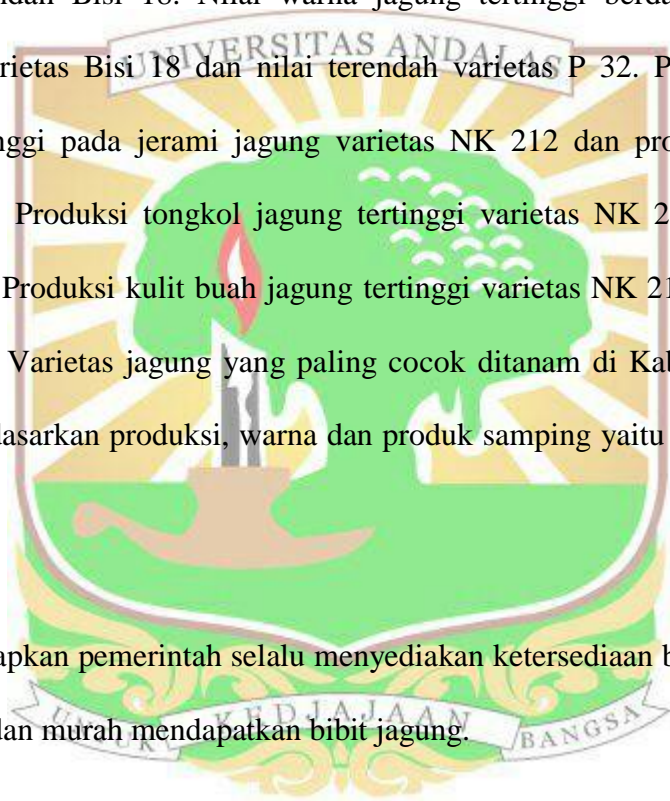 dan Bisi 18. Nilai warna jagung tertinggi
UNIVERSITAS ANDALAS
rietas Bisi 18 dan nilai terendah varietas P 32. P
nggi pada jerami jagung varietas NK 212 dan pro
Produksi tongkol jagung tertinggi varietas NK 2
Produksi kulit buah jagung tertinggi varietas NK 21
Varietas jagung yang paling cocok ditanam di Kab
dasarkan produksi, warna dan produk samping yaitu
apkan pemerintah selalu menyediakan ketersediaan b
dan murah mendapatkan bibit jagung.
UNTUK KEDJAJAAN BANGSA